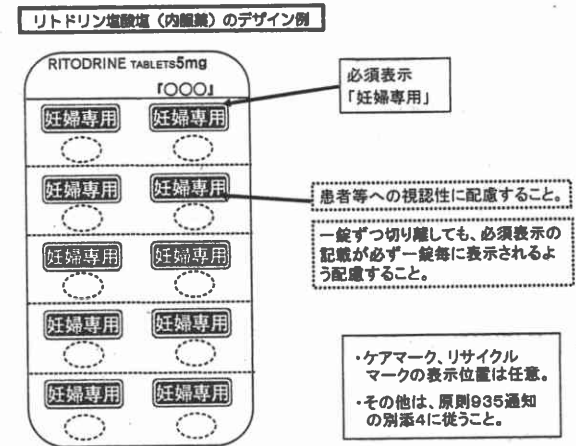 リトドリン塩酸塩（内服薬）のデザイン例
RITODRINE TABLETS5mg
「〇〇〇」
必須表示
「妊婦専用」
妊婦専用 妊婦専用
妊婦専用 妊婦専用
患者等への視認性に配慮すること。
一錠ずつ切り離しても、必須表示の
記載が必ず一錠毎に表示されるよ
う配慮すること。
妊婦専用 妊婦専用
妊婦専用 妊婦専用
妊婦専用 妊婦専用
・ケアマーク、リサイクル
マークの表示位置は任意。
・その他は、原則935通知
の別添4に従うこと。